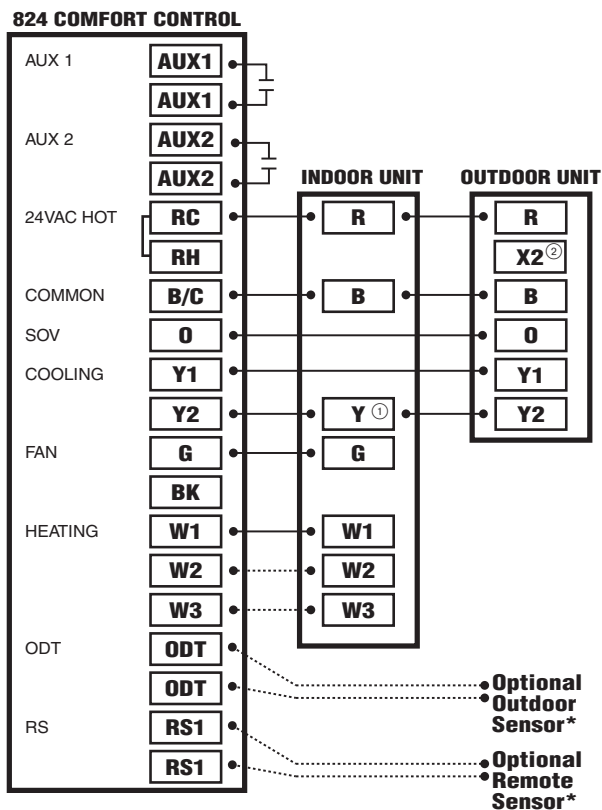 824 COMFORT CONTROL
AUX 1 AUX1
AUX1
AUX 2 AUX2
AUX2
INDOOR UNIT OUTDOOR UNIT
24VAC HOT RC R R
RH X2②
COMMON B/C B B
SOV O O
COOLING Y1 Y1
Y2 Y ① Y2
FAN G G
BK
HEATING W1 W1
W2 W2
W3 W3
ODT ODT
ODT
Optional
Outdoor
Sensor*
RS RS1
RS1
Optional
Remote
Sensor*